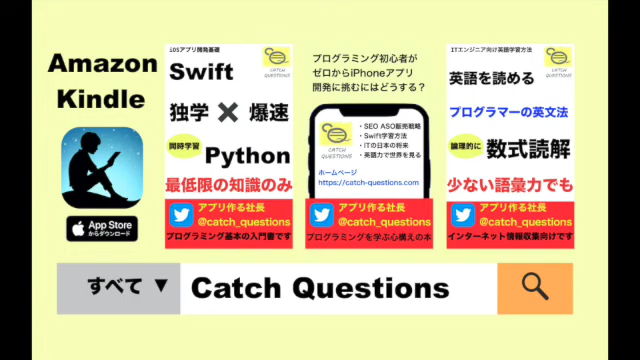 Amazon
Kindle
App Store
からダウンロード
iOSアプリ開発基礎
CATCH
QUESTIONS
Swift
独学 ✖ 爆速
同時学習
Python
最低限の知識のみ
アプリ作る社長
@catch_questions
プログラミング基本の入門書です
プログラミング初心者が
ゼロからiPhoneアプリ
開発に挑むにはどうする？
CATCH
QUESTIONS
・SEO ASO販売戦略
・Swift学習方法
・ITの日本の将来
・英語力で世界を見る
ホームページ
https://catch-questions.com
アプリ作る社長
@catch_questions
プログラミングを学ぶ心構えの本
ITエンジニア向け英語学習方法
CATCH
QUESTIONS
英語を読める
プログラマーの英文法
論理的に
数式読解
少ない語彙力でも
アプリ作る社長
@catch_questions
インターネット情報収集向けです
すべて ▼
Catch Questions